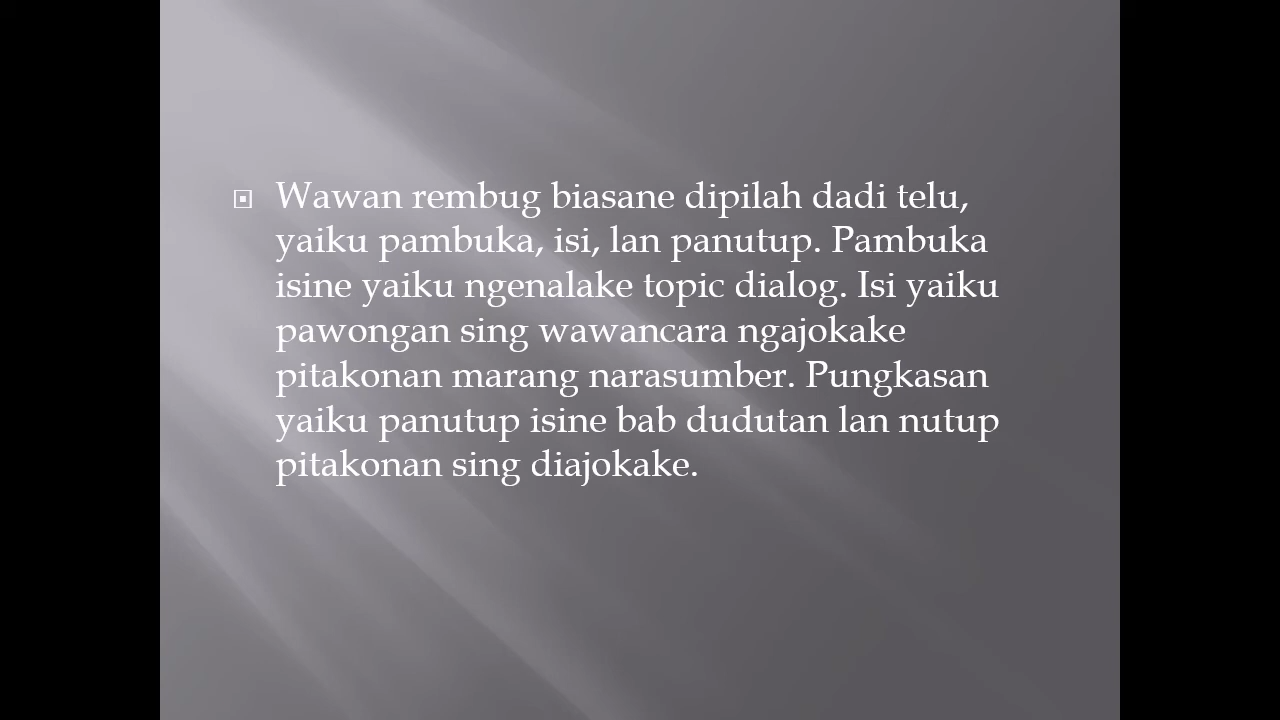 Wawan rembug biasane dipilah dadi telu,
yaiku pambuka, isi, lan panutup. Pambuka
isine yaiku ngenalake topic dialog. Isi yaiku
pawongan sing wawancara ngajokake
pitakonan marang narasumber. Pungkasan
yaiku panutup isine bab dudutan lan nutup
pitakonan sing diajokake.